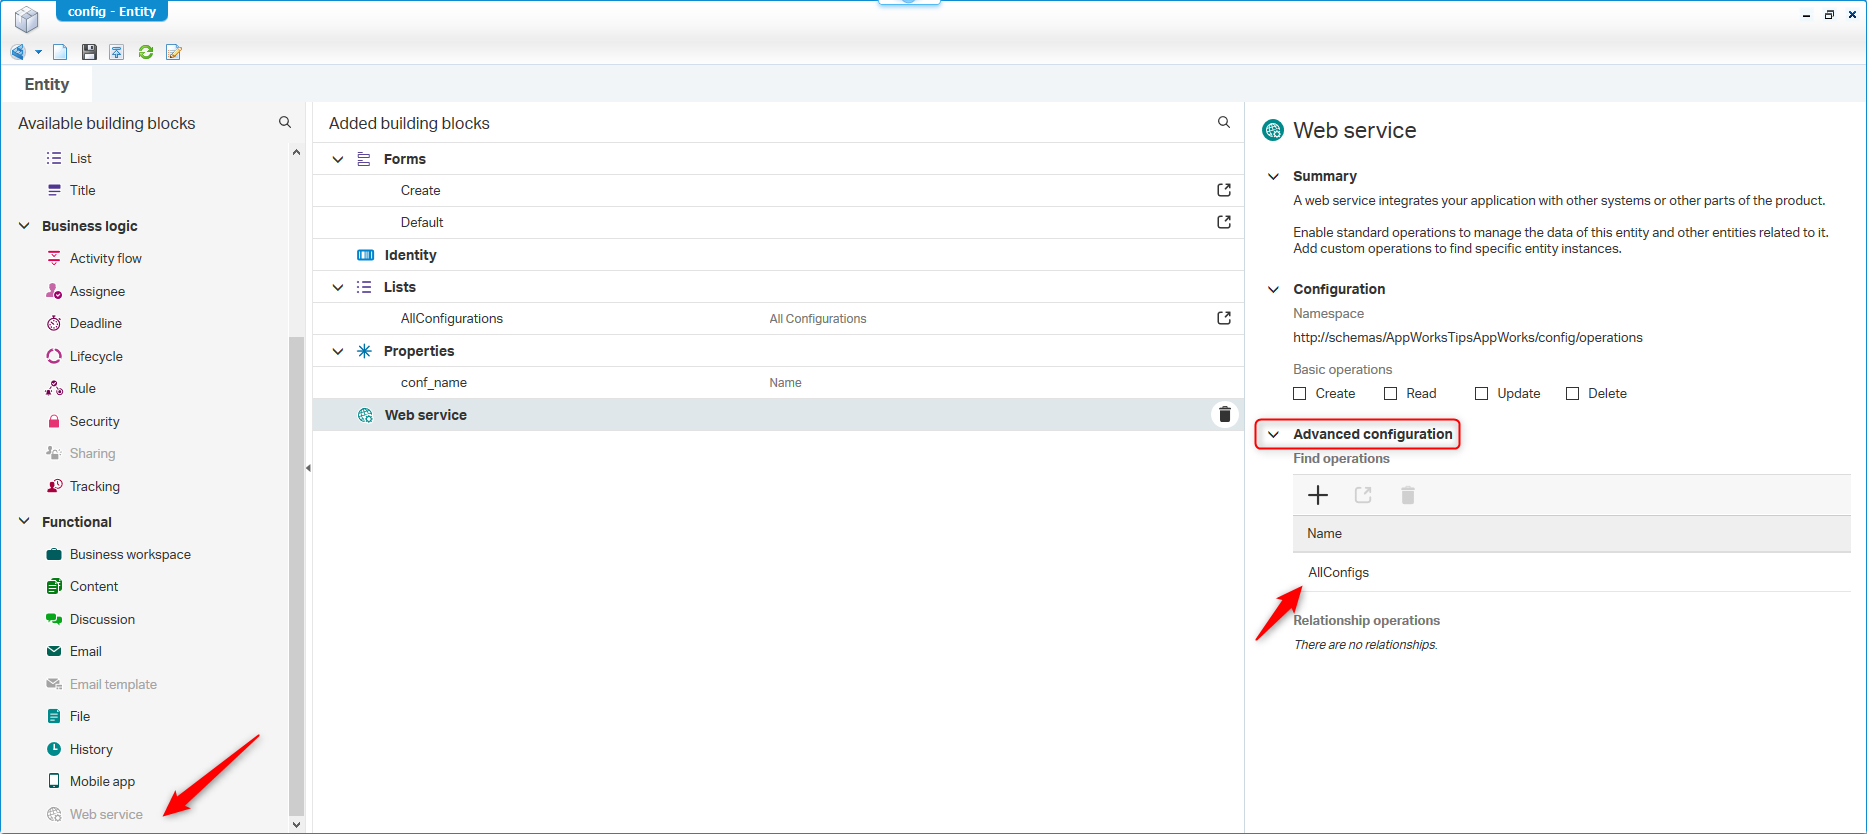 config - Entity
Entity
Available building blocks
List
Title
Business logic
Activity flow
Assignee
Deadline
Lifecycle
Rule
Security
Sharing
Tracking
Functional
Business workspace
Content
Discussion
Email
Email template
File
History
Mobile app
Web service
Added building blocks
Forms
Create
Default
Identity
Lists
AllConfigurations All Configurations
Properties
conf_name Name
Web service
Web service
Summary
A web service integrates your application with other systems or other parts of the product.
Enable standard operations to manage the data of this entity and other entities related to it.
Add custom operations to find specific entity instances.
Configuration
Namespace
http://schemas/AppWorksTipsAppWorks/config/operations
Basic operations
Create Read Update Delete
Advanced configuration
Find operations
Name
AllConfigs
Relationship operations
There are no relationships.